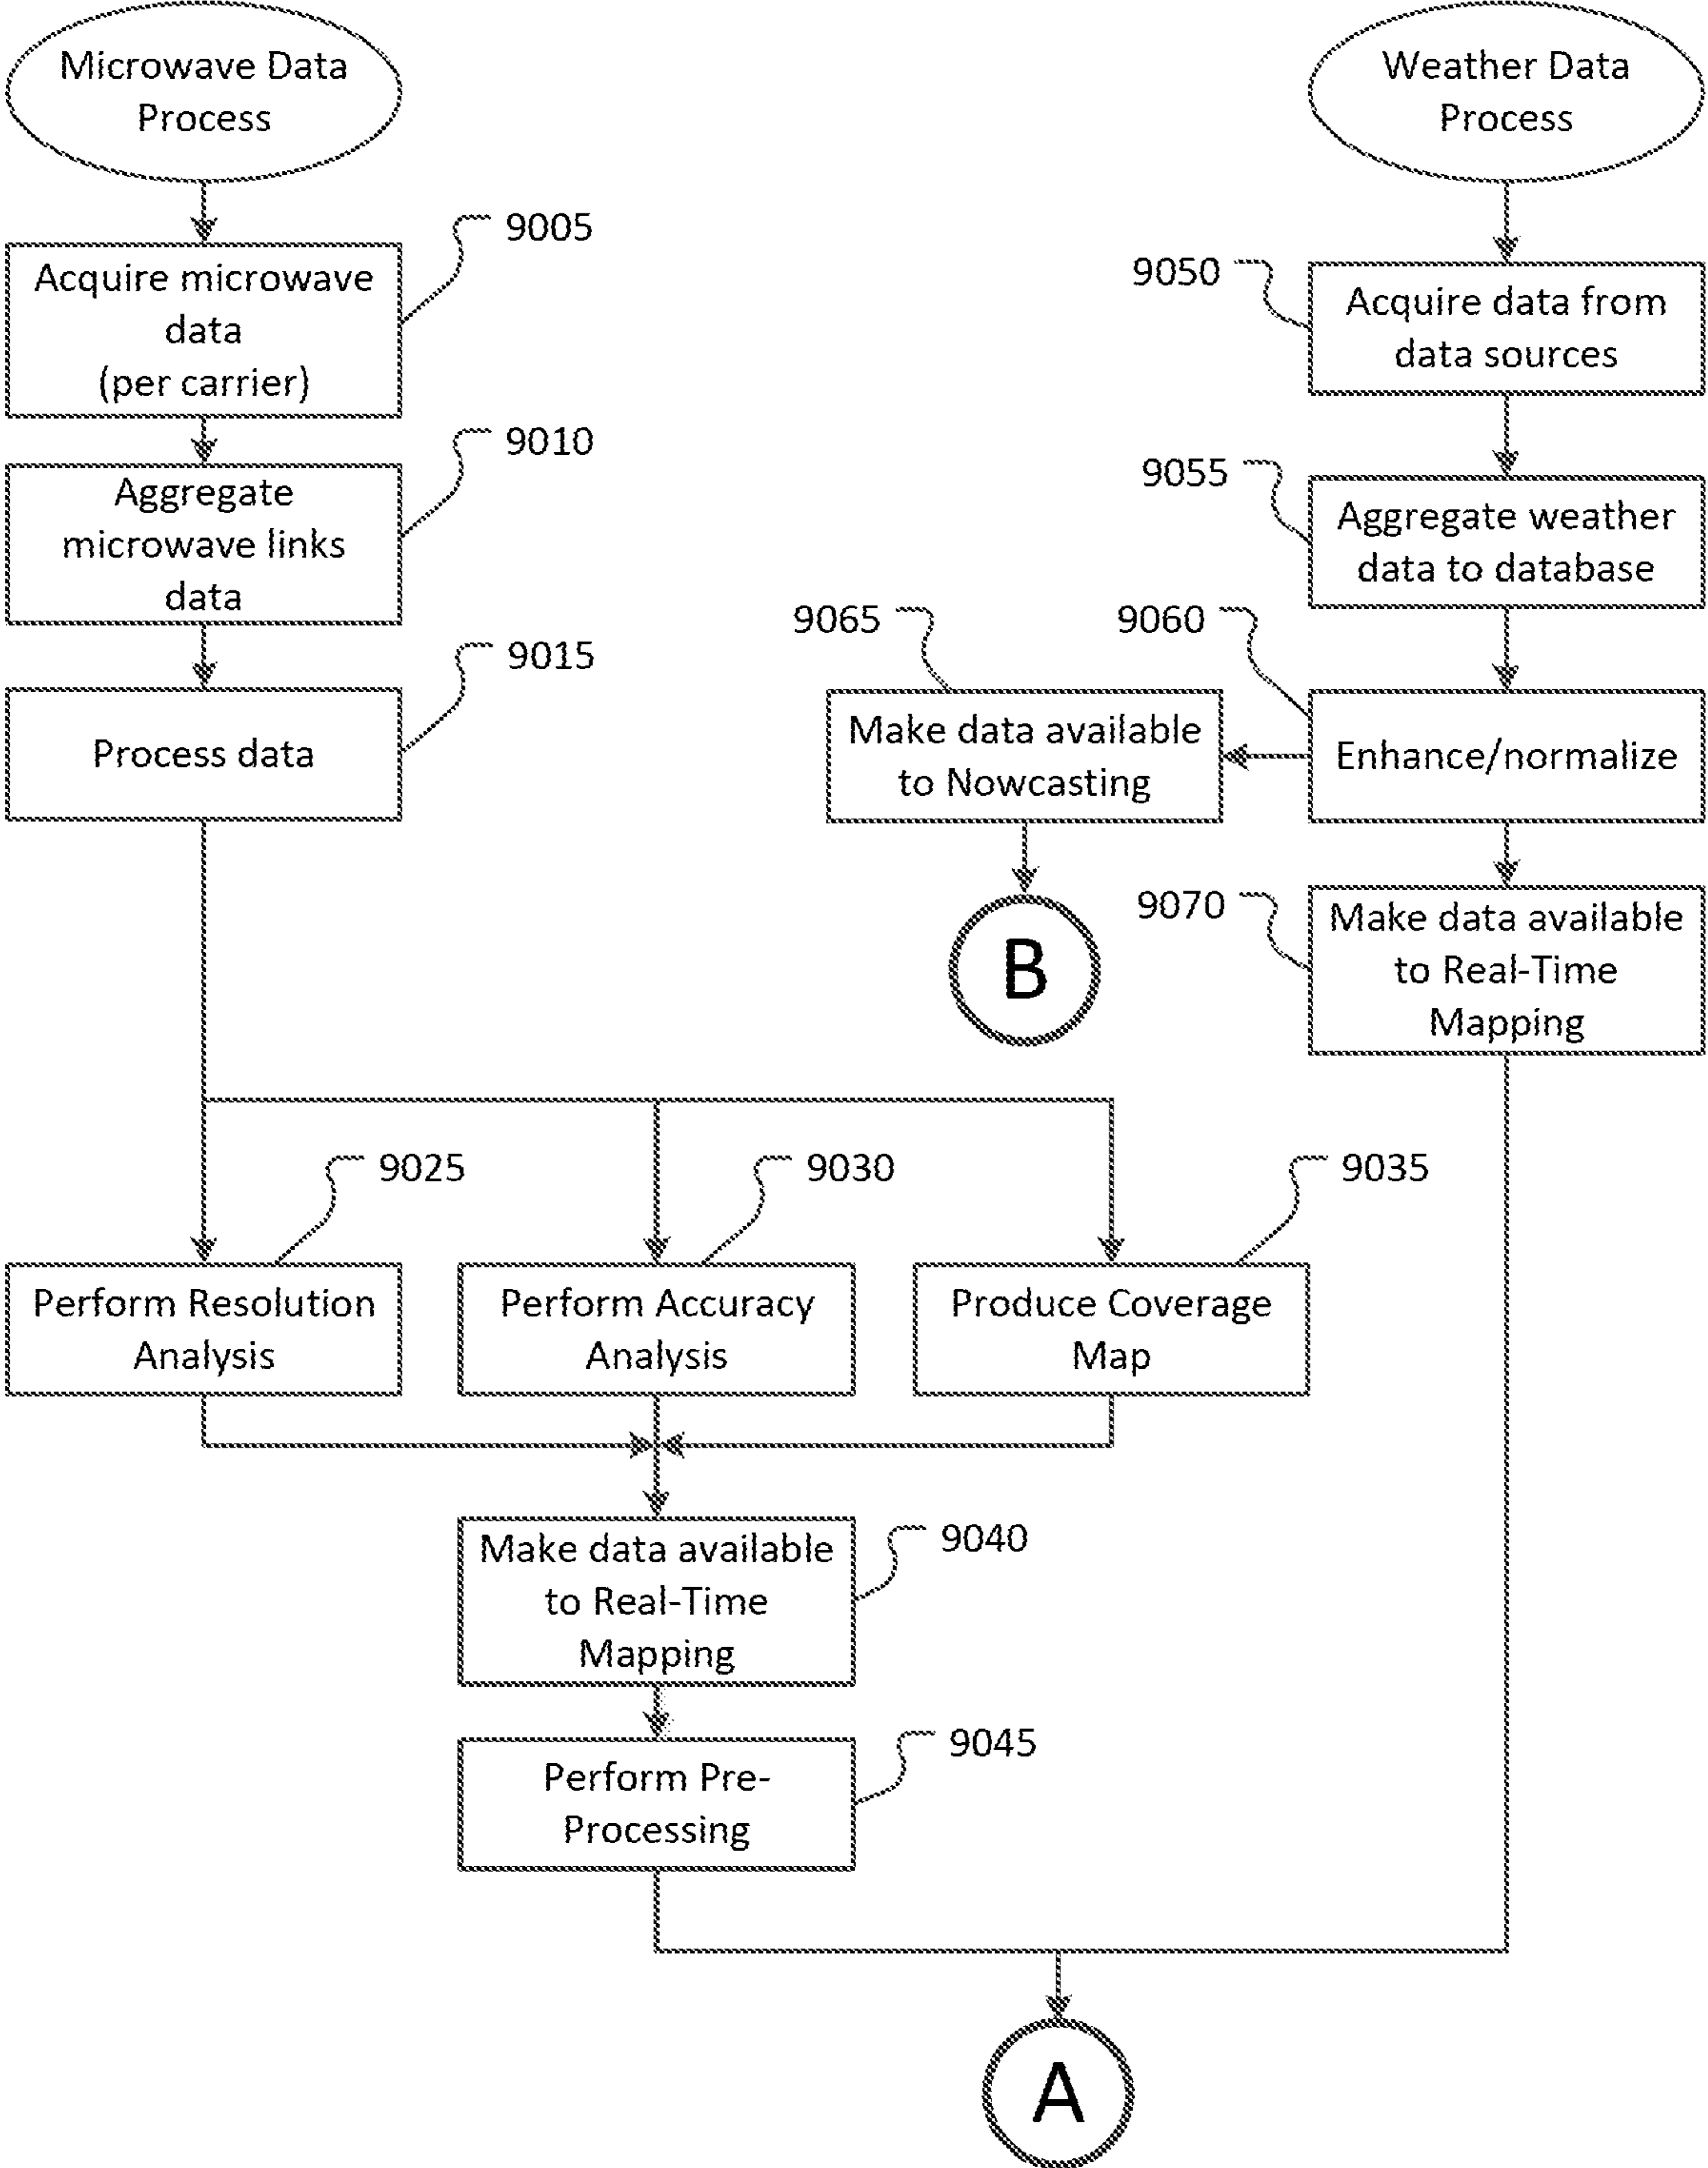 Microwave Data
Process
9005
Acquire microwave
data
(per carrier)
9010
Aggregate
microwave links
data
9015
Process data
Weather Data
Process
9050
Acquire data from
data sources
9055
Aggregate weather
data to database
9065
9060
Make data available
to Nowcasting
Enhance/normalize
B
9070
Make data available
to Real-Time
Mapping
9025
9030
9035
Perform Resolution
Analysis
Perform Accuracy
Analysis
Produce Coverage
Map
9040
Make data available
to Real-Time
Mapping
9045
Perform Pre-
Processing
A